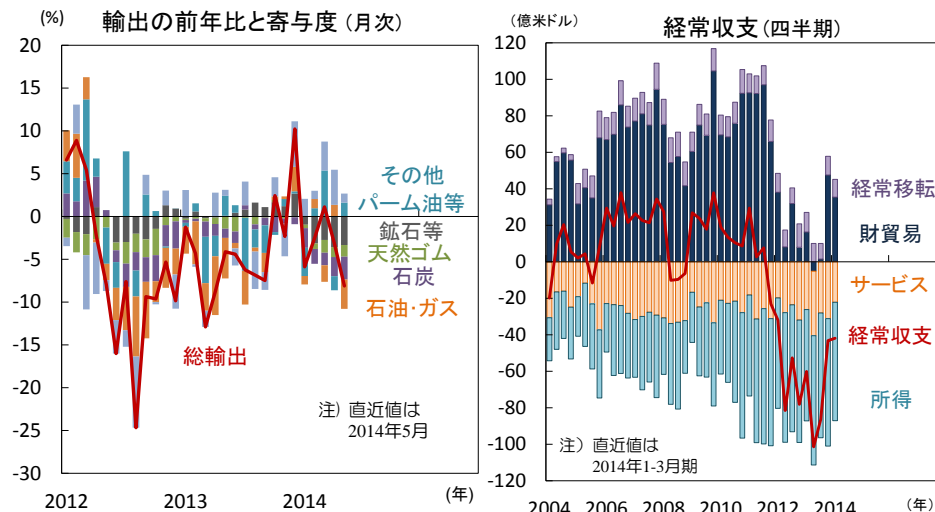 輸出の前年比と寄与度（月次）
(%)
20
15
10
5
0
-5
-10
-15
-20
-25
-30
その他
パーム油等
鉱石等
天然ゴム
石炭
石油・ガス
総輸出
注）直近値は
2014年5月
2012
2013
2014
(年)
経常収支（四半期）
（億米ドル）
120
100
80
60
40
20
0
-20
-40
-60
-80
-100
-120
経常移転
財貿易
サービス
経常収支
所得
注）直近値は
2014年1-3月期
2004
2006
2008
2010
2012
2014
(年)